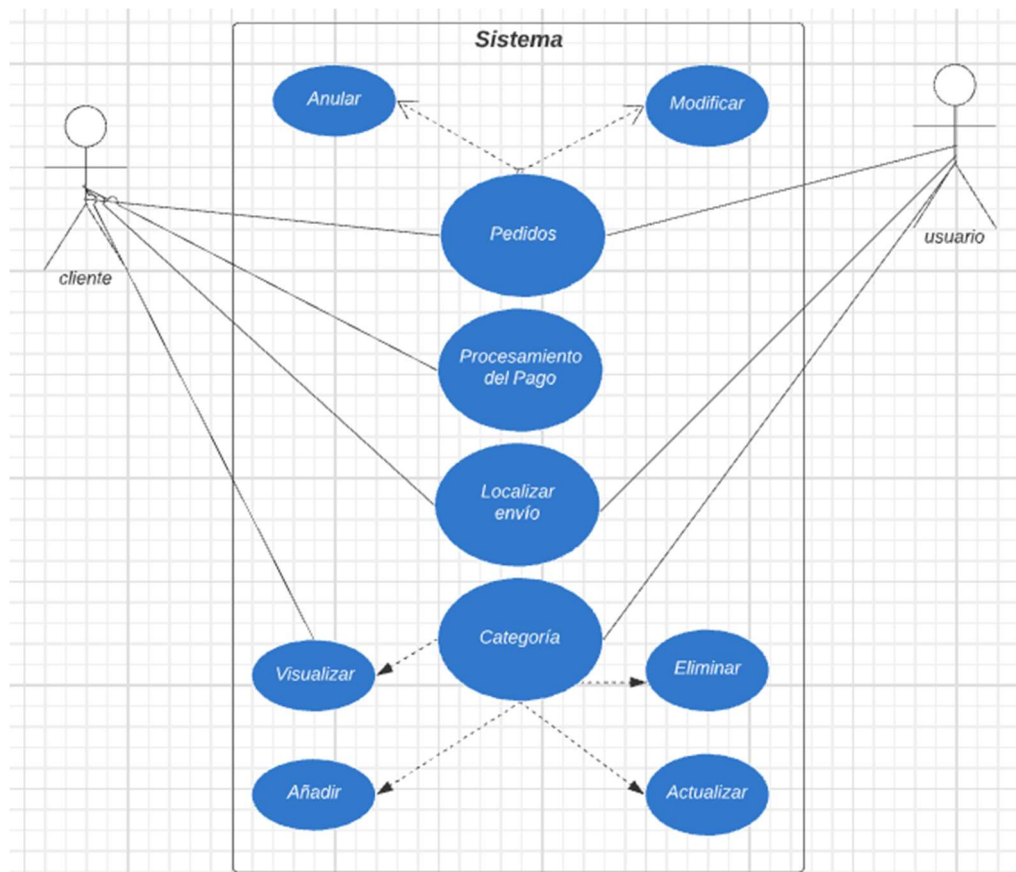 Sistema
Anular
Modificar
Pedidos
cliente
usuario
Procesamiento
del Pago
Localizar
envío
Categoría
Visualizar
Eliminar
Añadir
Actualizar